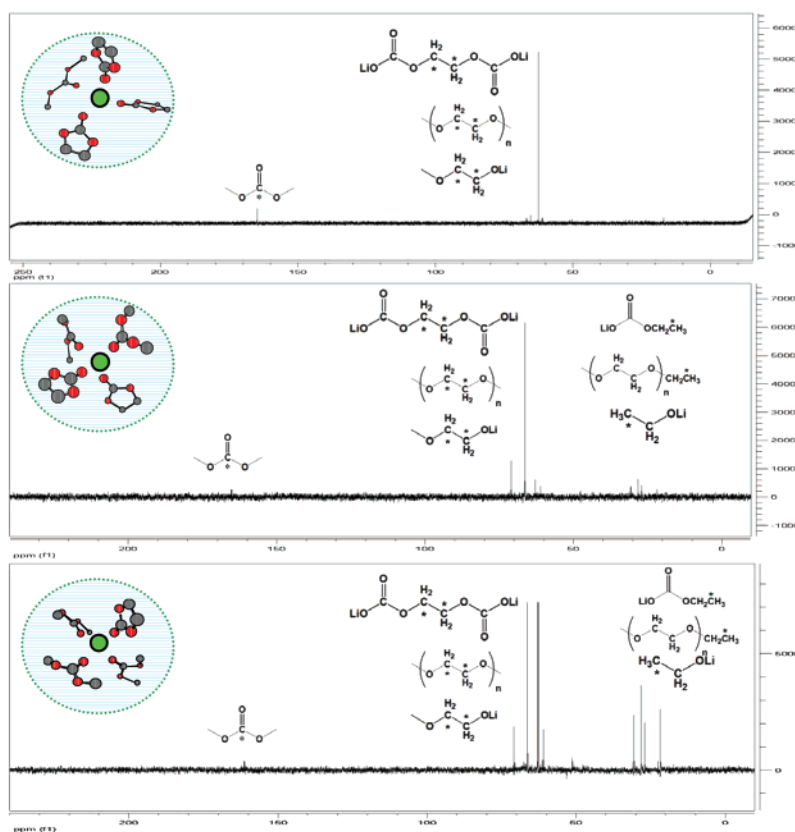 6000
5000
4000
3000
2000
1000
0
-1000
O
H2
C
LiO
C
O
C
*
*
C
H2
O
C
OLi
O
H2
C
O
C
H2
n
H2
C
OLi
O
C
H2
O
C
O
O
*
250
200
150
100
50
0
ppm (f1)
7000
6000
5000
4000
3000
2000
1000
0
-1000
O
H2
C
LiO
C
O
C
H2
O
C
OLi
O
O
C
LiO
OCH2CH3
*
H2
C
O
C
H2
n
H2
C
O
C
H2
O
n
CH2CH3
*
H2
C
OLi
O
C
H2
H3C
*
C
H2
OLi
O
C
O
O
*
200
150
100
50
0
ppm (f1)
5000
0
O
H2
C
LiO
C
O
C
H2
O
C
OLi
O
O
C
LiO
OCH2CH3
*
H2
C
O
C
H2
n
H2
C
O
C
H2
O
n
CH2CH3
*
H2
C
OLi
O
C
H2
H3C
*
C
H2
OLi
O
C
O
O
*
200
150
100
50
0
ppm (f1)